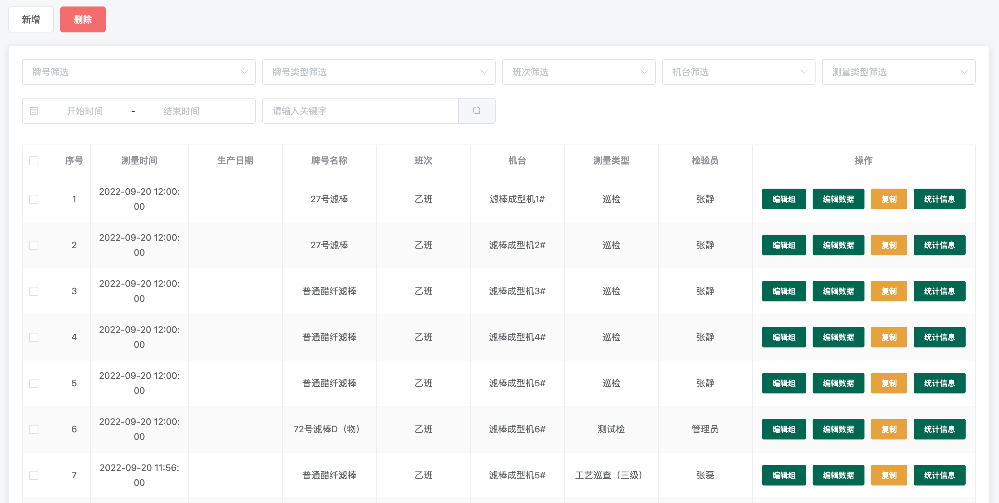 新增 删除
牌号筛选 牌号类型筛选 班次筛选 机台筛选 测量类型筛选
开始时间 - 结束时间 请输入关键字
序号 测量时间 生产日期 牌号名称 班次 机台 测量类型 检验员 操作
1 2022-09-20 12:00:00 27号滤棒 乙班 滤棒成型机1# 巡检 张静 编辑组 编辑数据 复制 统计信息
2 2022-09-20 12:00:00 27号滤棒 乙班 滤棒成型机2# 巡检 张静 编辑组 编辑数据 复制 统计信息
3 2022-09-20 12:00:00 普通醋纤滤棒 乙班 滤棒成型机3# 巡检 张静 编辑组 编辑数据 复制 统计信息
4 2022-09-20 12:00:00 普通醋纤滤棒 乙班 滤棒成型机4# 巡检 张静 编辑组 编辑数据 复制 统计信息
5 2022-09-20 12:00:00 普通醋纤滤棒 乙班 滤棒成型机5# 巡检 张静 编辑组 编辑数据 复制 统计信息
6 2022-09-20 12:00:00 72号滤棒D（物） 乙班 滤棒成型机6# 测试检 管理员 编辑组 编辑数据 复制 统计信息
7 2022-09-20 11:56:00 普通醋纤滤棒 乙班 滤棒成型机5# 工艺巡查（三级） 张磊 编辑组 编辑数据 复制 统计信息